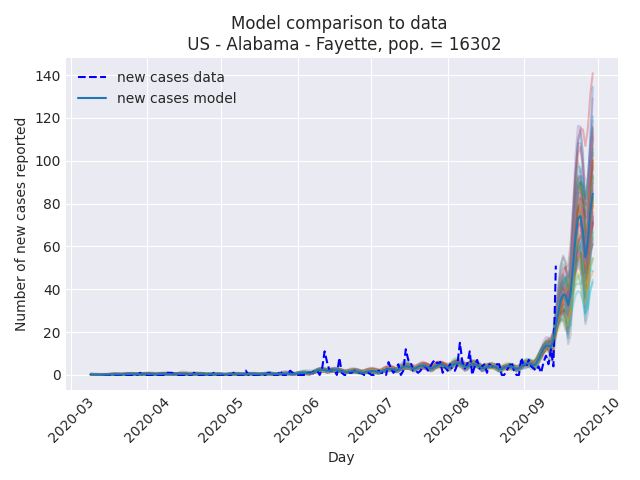 Model comparison to data
US - Alabama - Fayette, pop. = 16302
new cases data
new cases model
Number of new cases reported
140
120
100
80
60
40
20
0
2020-03
2020-04
2020-05
2020-06
2020-07
2020-08
2020-09
2020-10
Day